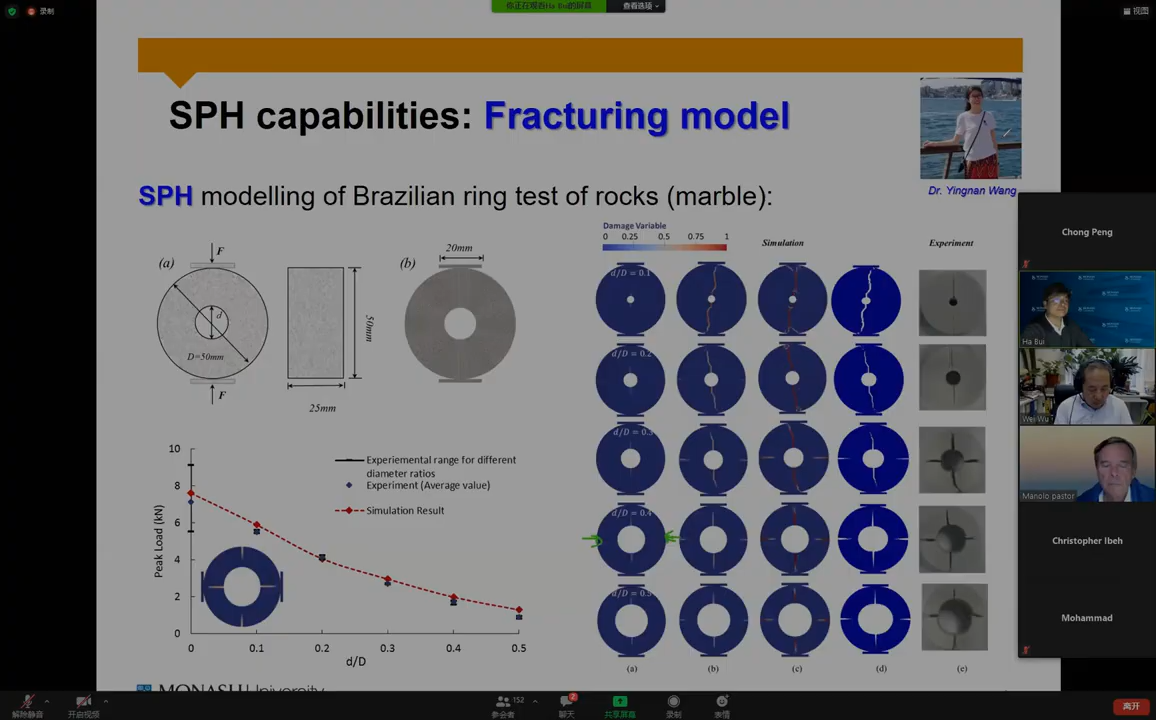 录制
你正在观看Ha Bui的屏幕
查看选项
视图
SPH capabilities: Fracturing model
Dr. Yingnan Wang
SPH modelling of Brazilian ring test of rocks (marble):
(a)
F
d
D=50mm
F
50mm
25mm
(b)
20mm
Damage Variable
0 0.25 0.5 0.75 1
Simulation
Experiment
d/D = 0.1
d/D = 0.2
d/D = 0.3
d/D = 0.4
d/D = 0.5
(a) (b) (c) (d) (e)
Peak Load (kN)
10
8
6
4
2
0
0 0.1 0.2 0.3 0.4 0.5
d/D
Experiemental range for different
diameter ratios
Experiment (Average value)
Simulation Result
MONASH University
Chong Peng
Ha Bui
Wei Wu
Manolo pastor
Christopher Ibeh
Mohammad
解除静音
开启视频
152
参会者
2
聊天
共享屏幕
录制
表情
离开